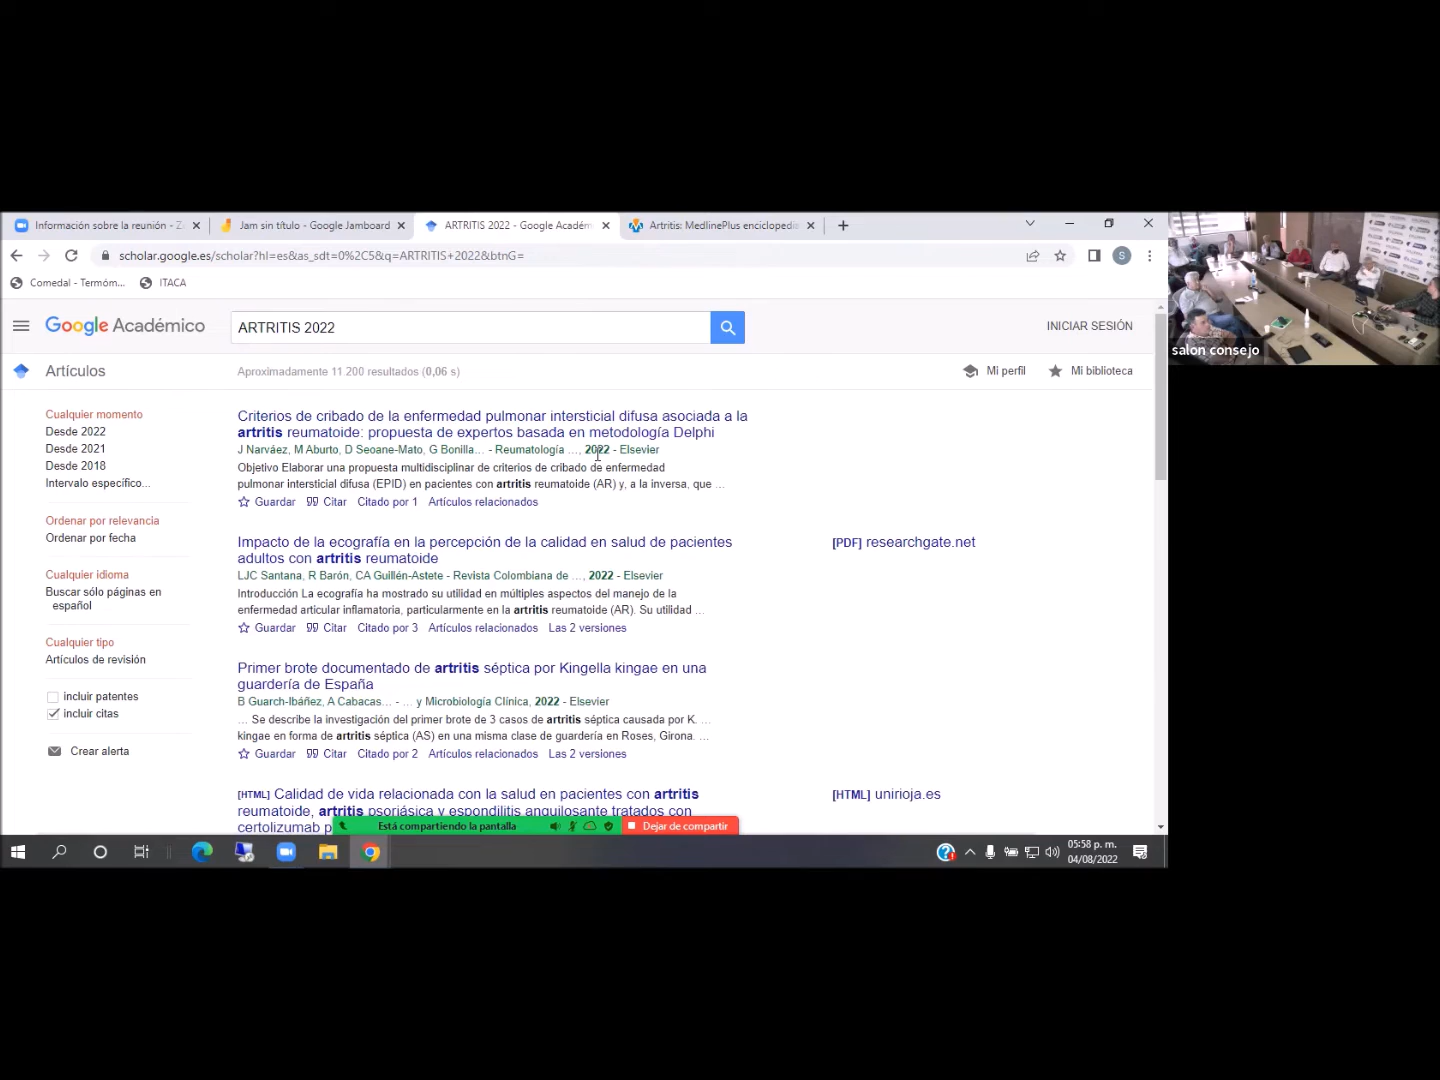 Información sobre la reunión - Z
Jam sin título - Google Jamboard
ARTRITIS 2022 - Google Académ
Artritis: MedlinePlus enciclopedi
scholar.google.es/scholar?hl=es&as_sdt=0%2C5&q=ARTRITIS+2022&btnG=
Comedal - Termóm...
ITACA
Google Académico
ARTRITIS 2022
INICIAR SESIÓN
Artículos
Aproximadamente 11 200 resultados (0,06 s)
Mi perfil
Mi biblioteca
Cualquier momento
Desde 2022
Desde 2021
Desde 2018
Intervalo específico...
Ordenar por relevancia
Ordenar por fecha
Cualquier idioma
Buscar sólo páginas en
español
Cualquier tipo
Artículos de revisión
incluir patentes
incluir citas
Crear alerta
Criterios de cribado de la enfermedad pulmonar intersticial difusa asociada a la
artritis reumatoide: propuesta de expertos basada en metodología Delphi
J Narváez, M Aburto, D Seoane-Mato, G Bonilla... - Reumatología ..., 2022 - Elsevier
Objetivo Elaborar una propuesta multidisciplinar de criterios de cribado de enfermedad
pulmonar intersticial difusa (EPID) en pacientes con artritis reumatoide (AR) y, a la inversa, que ...
Guardar Citar Citado por 1 Artículos relacionados
Impacto de la ecografía en la percepción de la calidad en salud de pacientes
adultos con artritis reumatoide
[PDF] researchgate.net
LJC Santana, R Barón, CA Guillén-Astete - Revista Colombiana de ..., 2022 - Elsevier
Introducción La ecografía ha mostrado su utilidad en múltiples aspectos del manejo de la
enfermedad articular inflamatoria, particularmente en la artritis reumatoide (AR). Su utilidad ...
Guardar Citar Citado por 3 Artículos relacionados Las 2 versiones
Primer brote documentado de artritis séptica por Kingella kingae en una
guardería de España
B Guarch-Ibáñez, A Cabacas... - ... y Microbiología Clínica, 2022 - Elsevier
... Se describe la investigación del primer brote de 3 casos de artritis séptica causada por K. ...
kingae en forma de artritis séptica (AS) en una misma clase de guardería en Roses, Girona. ...
Guardar Citar Citado por 2 Artículos relacionados Las 2 versiones
[HTML] Calidad de vida relacionada con la salud en pacientes con artritis
reumatoide, artritis psoriásica y espondilitis anquilosante tratados con
certolizumab p
[HTML] unirioja.es
Está compartiendo la pantalla
Dejar de compartir
05:58 p. m.
04/08/2022
salon consejo